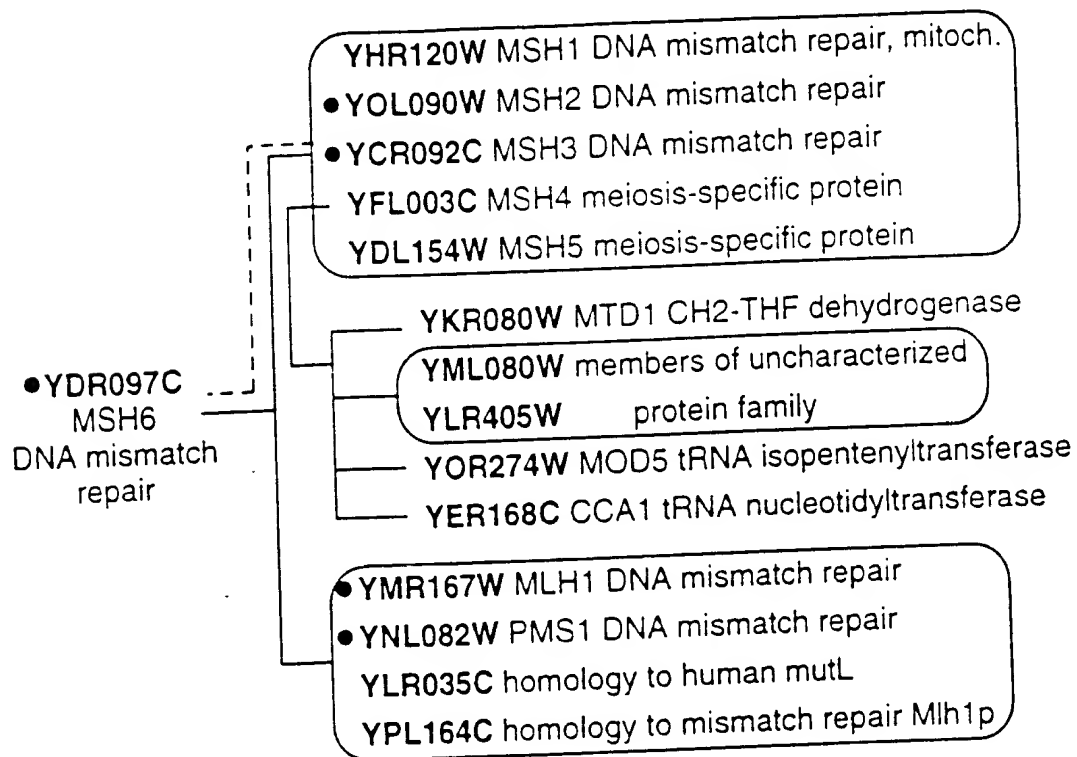 YHR120W MSH1 DNA mismatch repair, mitoch.
●YOL090W MSH2 DNA mismatch repair
●YCR092C MSH3 DNA mismatch repair
YFL003C MSH4 meiosis-specific protein
YDL154W MSH5 meiosis-specific protein
YKR080W MTD1 CH2-THF dehydrogenase
YML080W members of uncharacterized
YLR405W protein family
YOR274W MOD5 tRNA isopentenyltransferase
YER168C CCA1 tRNA nucleotidyltransferase
●YDR097C
MSH6
DNA mismatch
repair
●YMR167W MLH1 DNA mismatch repair
●YNL082W PMS1 DNA mismatch repair
YLR035C homology to human mutL
YPL164C homology to mismatch repair Mlh1p